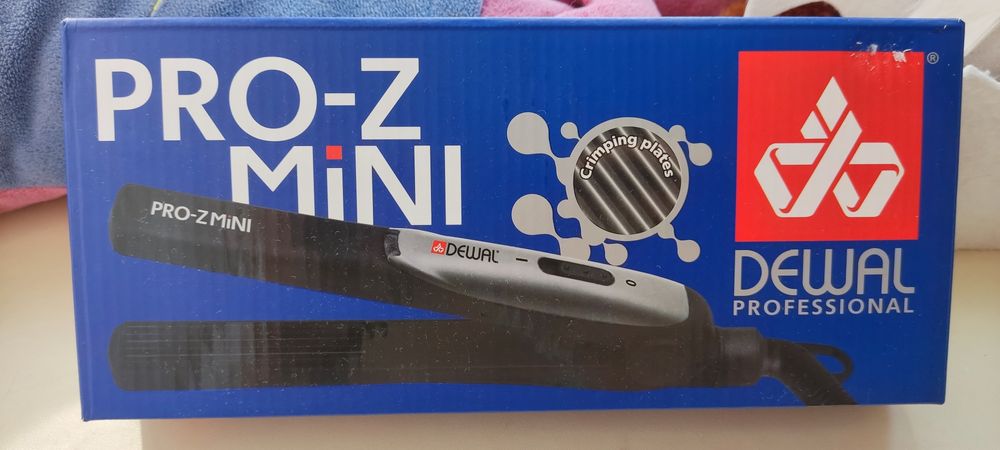 PRO-Z
MiNI
Crimping plates
®
DEWAL
PROFESSIONAL
PRO-Z MiNI
DEWAL